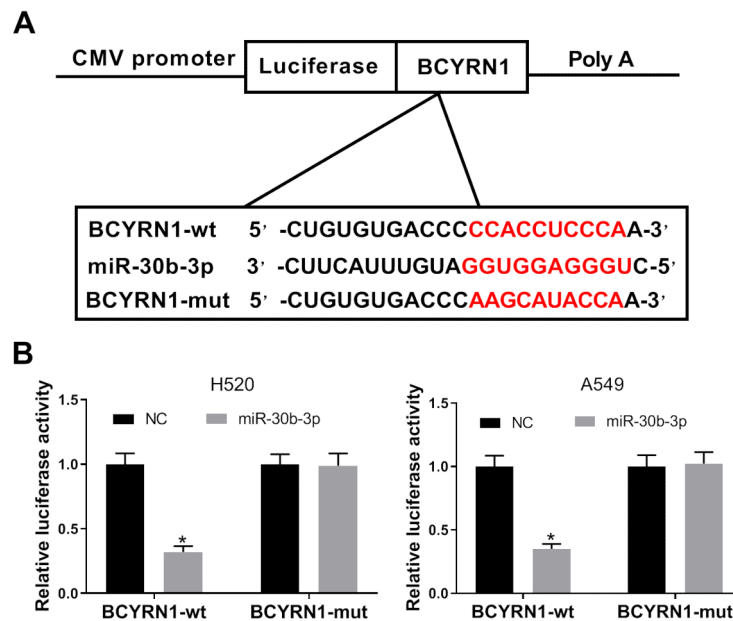 A
CMV promoter Luciferase BCYRN1 Poly A
BCYRN1-wt 5’ -CUGUGUGACCCCCACCUCCCAA-3’
miR-30b-3p 3’ -CUUCAUUUGUAGGUGGAGGGUC-5’
BCYRN1-mut 5’ -CUGUGUGACCCAAGCAUACCAA-3’
B
H520
Relative luciferase activity
NC miR-30b-3p
1.5
1.0
0.5
0.0
*
BCYRN1-wt BCYRN1-mut
A549
Relative luciferase activity
NC miR-30b-3p
1.5
1.0
0.5
0.0
*
BCYRN1-wt BCYRN1-mut